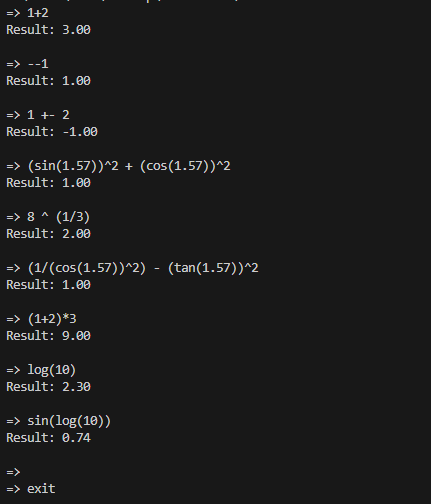 => 1+2
Result: 3.00
=> --1
Result: 1.00
=> 1 +- 2
Result: -1.00
=> (sin(1.57))^2 + (cos(1.57))^2
Result: 1.00
=> 8 ^ (1/3)
Result: 2.00
=> (1/(cos(1.57))^2) - (tan(1.57))^2
Result: 1.00
=> (1+2)*3
Result: 9.00
=> log(10)
Result: 2.30
=> sin(log(10))
Result: 0.74
=>
=> exit